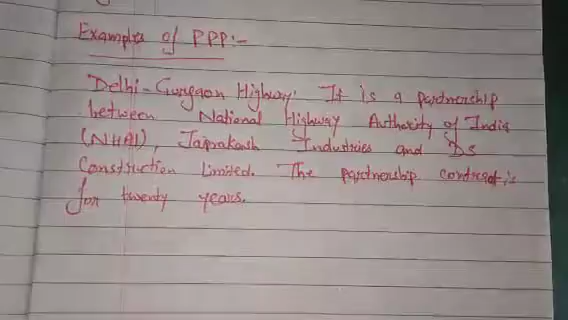 Examples of PPP:-
Delhi-Gurgaon Highway: It is a partnership
between National Highway Authority of India
(NHAI), Jaiprakash Industries and DS
Construction Limited. The partnership contract is
for twenty years.